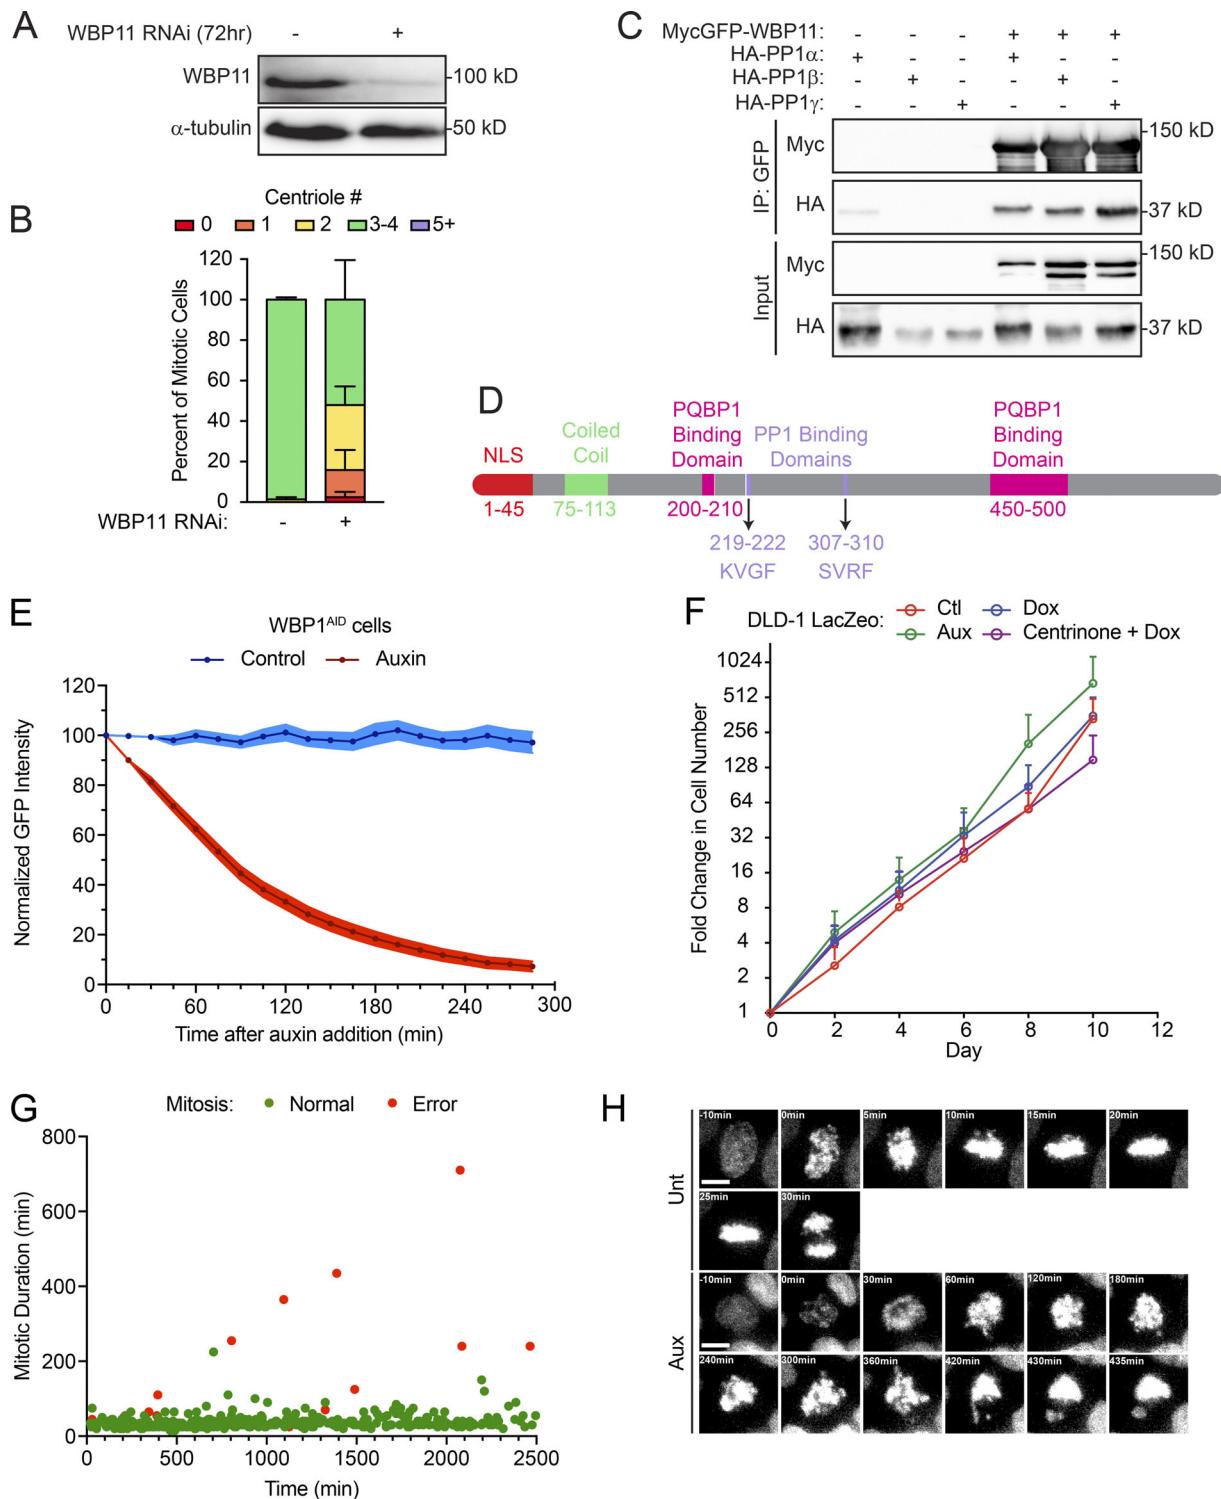 A
WBP11 RNAi (72hr) - +
WBP11
-100 kD
α-tubulin
-50 kD
B
Centriole #
0 1 2 3-4 5+
Percent of Mitotic Cells
120
100
80
60
40
20
0
WBP11 RNAi: - +
C
MycGFP-WBP11: - - - + + +
HA-PP1α: + - - + - -
HA-PP1β: - + - - + -
HA-PP1γ: - - + - - +
IP: GFP
Myc
-150 kD
HA
-37 kD
Input
Myc
-150 kD
HA
-37 kD
D
NLS
Coiled
Coil
PQBP1
Binding
Domain
PP1 Binding
Domains
PQBP1
Binding
Domain
1-45 75-113 200-210 450-500
219-222 307-310
KVGF SVRF
E
WBP1AID cells
Control Auxin
Normalized GFP Intensity
120
100
80
60
40
20
0
0 60 120 180 240 300
Time after auxin addition (min)
F
DLD-1 LacZeo: Ctl Dox
Aux Centrinone + Dox
Fold Change in Cell Number
1024
512
256
128
64
32
16
8
4
2
1
0 2 4 6 8 10 12
Day
G
Mitosis: Normal Error
Mitotic Duration (min)
800
600
400
200
0
0 500 1000 1500 2000 2500
Time (min)
H
Unt
-10min 0min 5min 10min 15min 20min
25min 30min
Aux
-10min 0min 30min 60min 120min 180min
240min 300min 360min 420min 430min 435min